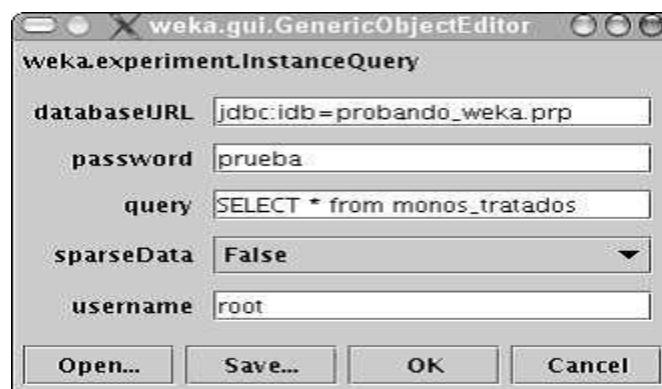 weka.gui.GenericObjectEditor
weka.experiment.InstanceQuery
databaseURL jdbc:idb=probando_weka.prp
password prueba
query SELECT * from monos_tratados
sparseData False
username root
Open... Save... OK Cancel